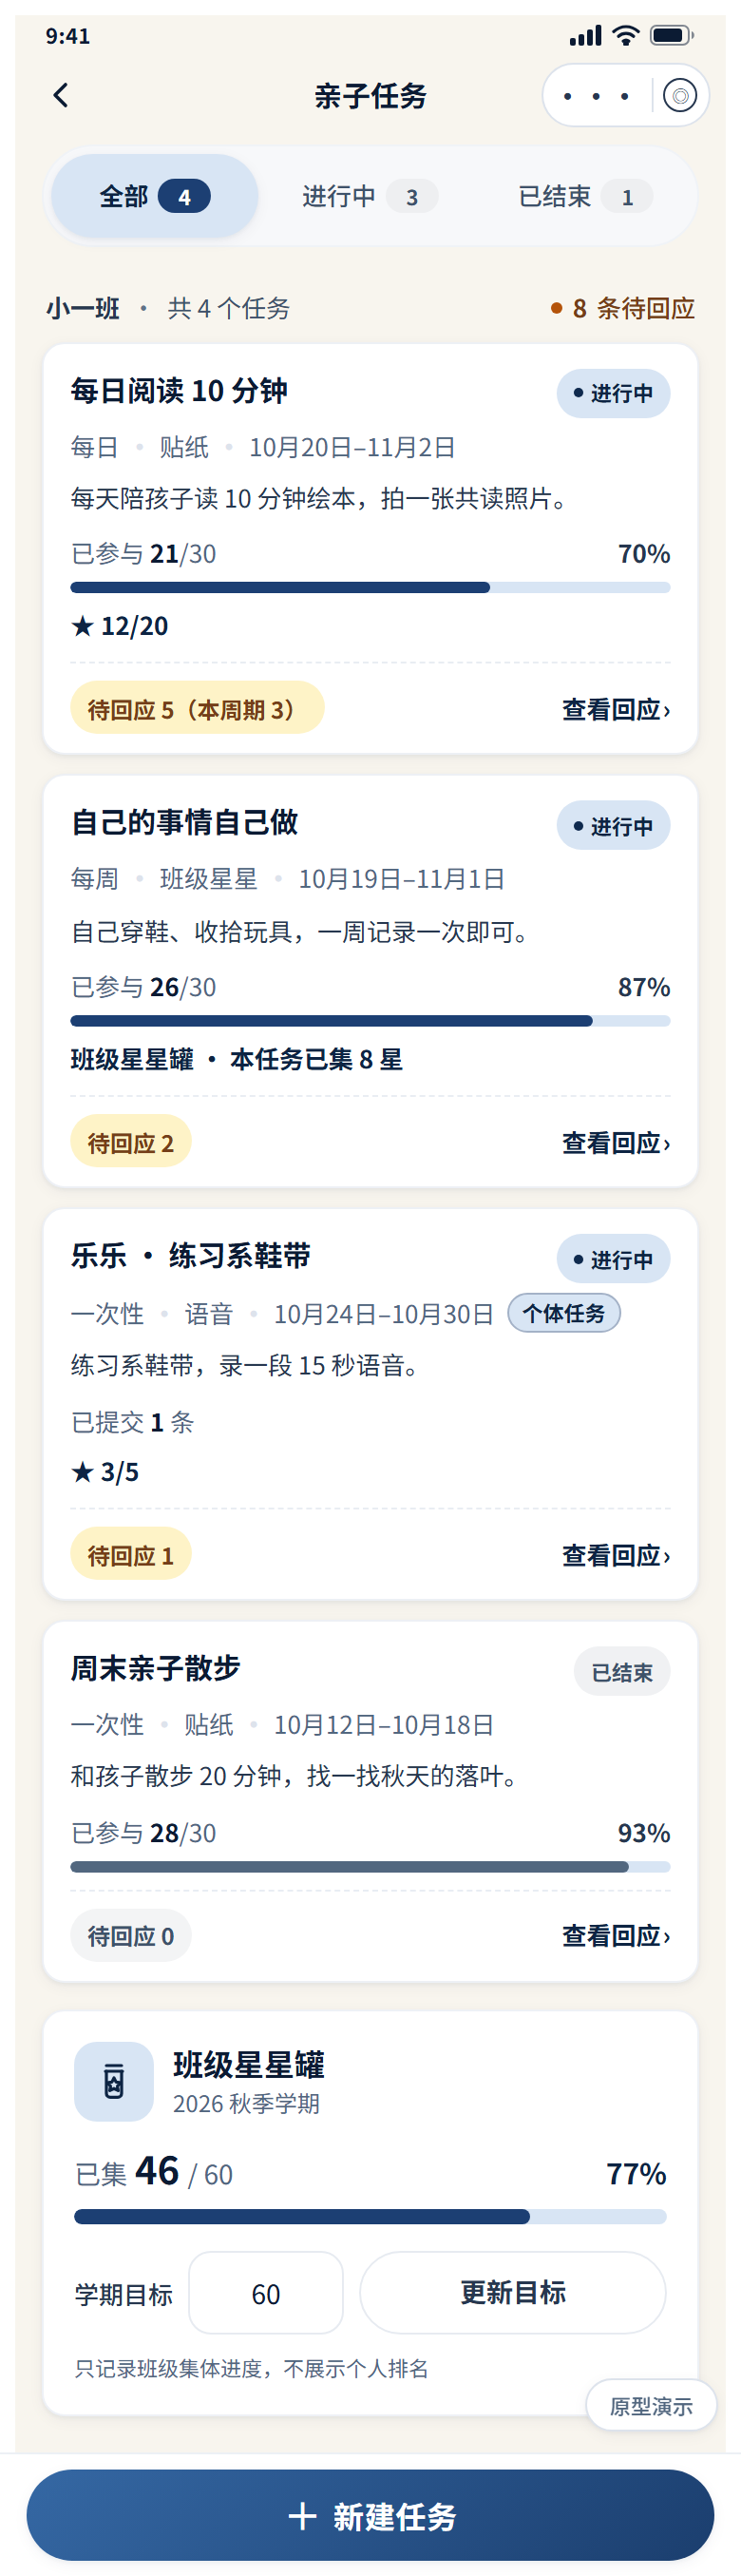 9:41
亲子任务
全部 4 进行中 3 已结束 1
小一班 · 共 4 个任务 8 条待回应
每日阅读 10 分钟 进行中
每日 · 贴纸 · 10月20日–11月2日
每天陪孩子读 10 分钟绘本，拍一张共读照片。
已参与 21/30 70%
★ 12/20
待回应 5（本周期 3） 查看回应›
自己的事情自己做 进行中
每周 · 班级星星 · 10月19日–11月1日
自己穿鞋、收拾玩具，一周记录一次即可。
已参与 26/30 87%
班级星星罐 · 本任务已集 8 星
待回应 2 查看回应›
乐乐 · 练习系鞋带 进行中
一次性 · 语音 · 10月24日–10月30日 个体任务
练习系鞋带，录一段 15 秒语音。
已提交 1 条
★ 3/5
待回应 1 查看回应›
周末亲子散步 已结束
一次性 · 贴纸 · 10月12日–10月18日
和孩子散步 20 分钟，找一找秋天的落叶。
已参与 28/30 93%
待回应 0 查看回应›
班级星星罐
2026 秋季学期
已集 46 / 60 77%
学期目标 60 更新目标
只记录班级集体进度，不展示个人排名
原型演示
＋ 新建任务